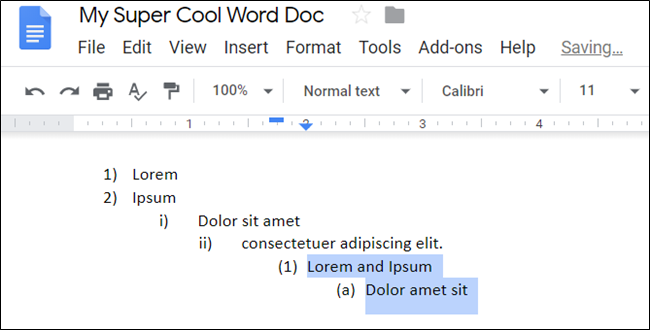 My Super Cool Word Doc
File Edit View Insert Format Tools Add-ons Help Saving...
100% Normal text Calibri 11
1 2 3 4
1) Lorem
2) Ipsum
i) Dolor sit amet
ii) consectetuer adipiscing elit.
(1) Lorem and Ipsum
(a) Dolor amet sit